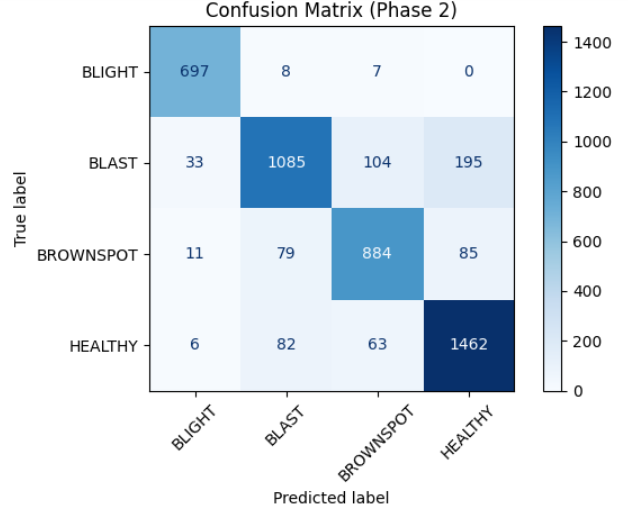 Confusion Matrix (Phase 2)
BLIGHT 697 8 7 0
BLAST 33 1085 104 195
BROWNSPOT 11 79 884 85
HEALTHY 6 82 63 1462
BLIGHT BLAST BROWNSPOT HEALTHY
Predicted label
True label
1400
1200
1000
800
600
400
200
0